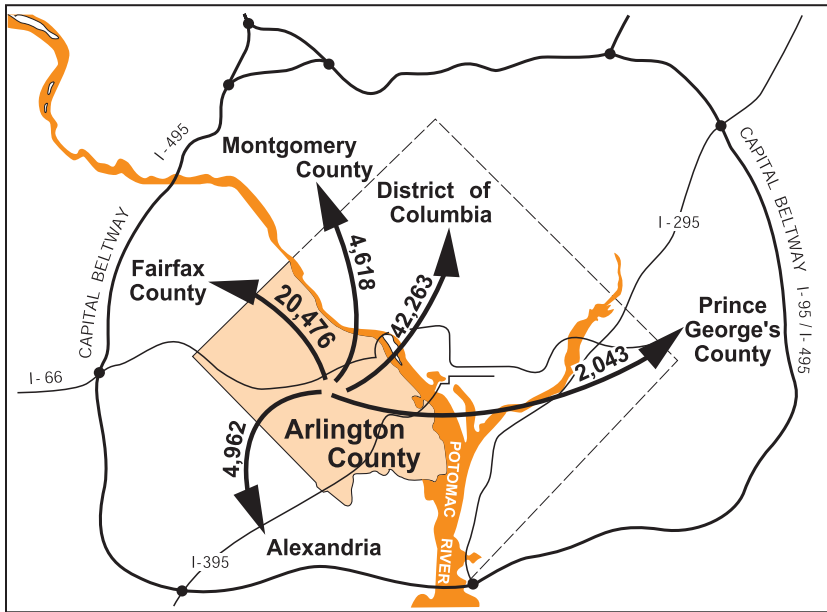 I-495
Montgomery
County
District of
Columbia
CAPITAL BELTWAY
I-95 / I-495
I-295
CAPITAL BELTWAY
Fairfax
County
4,618
42,263
20,476
Prince
George's
County
2,043
I-66
4,962
Arlington
County
POTOMAC
RIVER
Alexandria
I-395